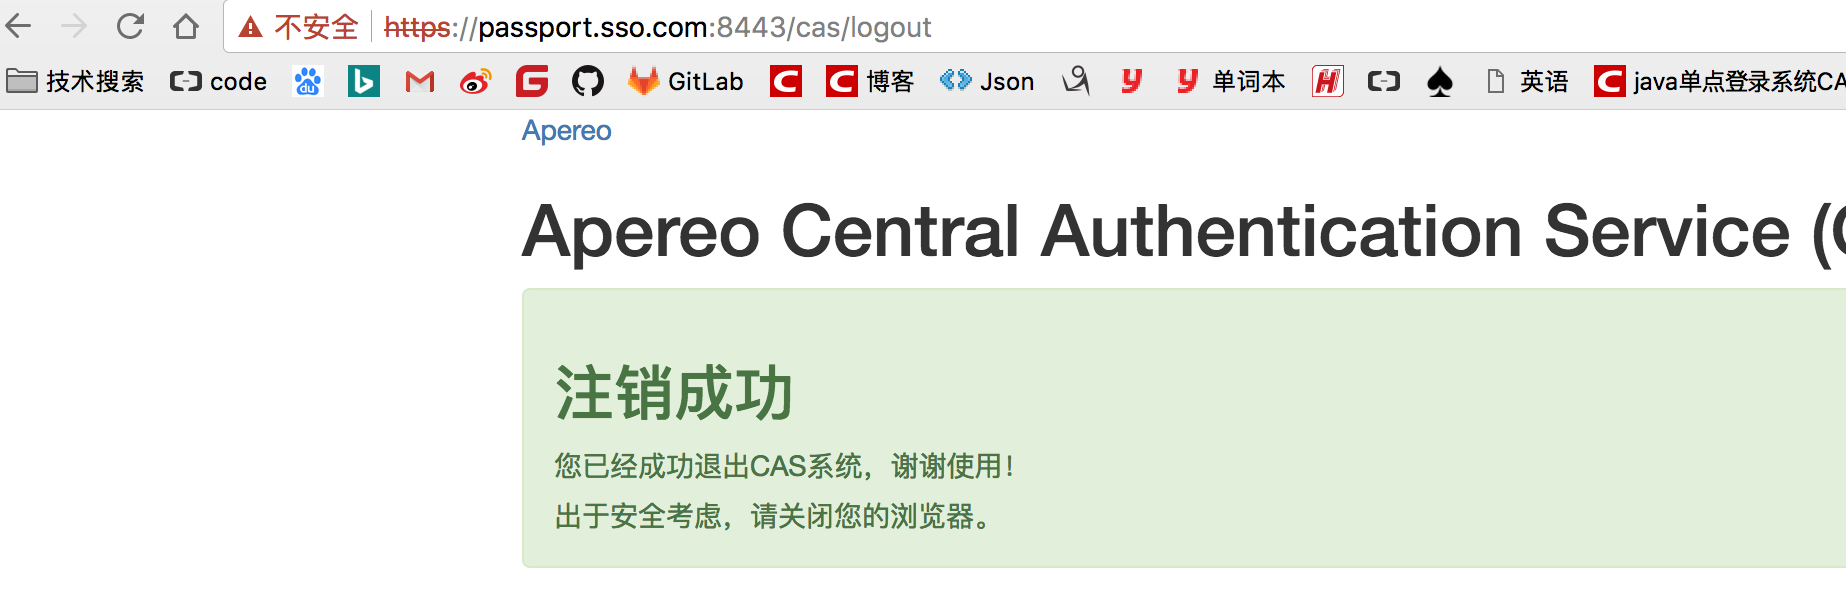 不安全 https://passport.sso.com:8443/cas/logout
技术搜索 code du GitLab 博客 Json 单词本 英语 java单点登录系统CA
Apereo
Apereo Central Authentication Service (
注销成功
您已经成功退出CAS系统，谢谢使用！
出于安全考虑，请关闭您的浏览器。